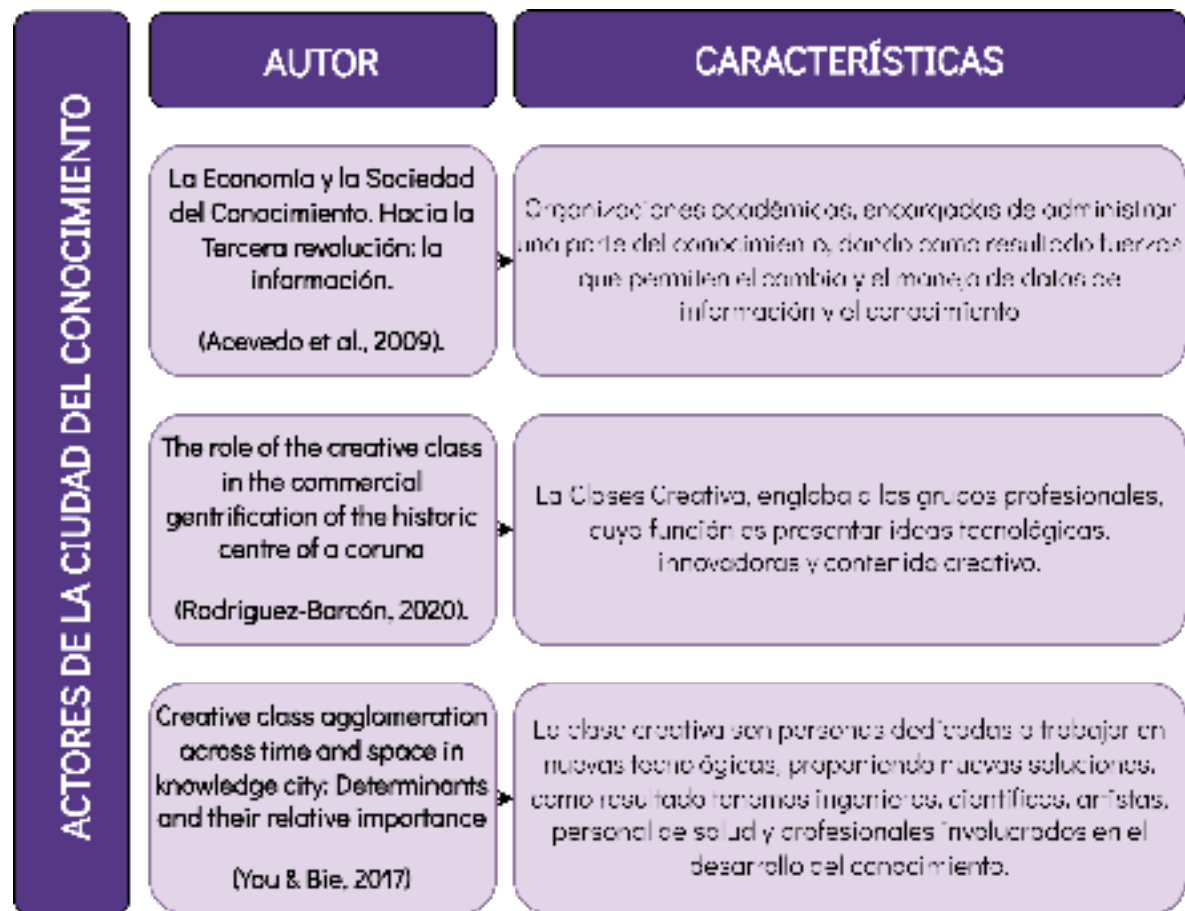 ACTORES DE LA CIUDAD DEL CONOCIMIENTO
AUTOR
CARACTERÍSTICAS
La Economía y la Sociedad
del Conocimiento. Hacia la
Tercera revolución: la
información.
(Acevedo et al., 2009).
Organizaciones académicas, encargadas de administrar
una parte del conocimiento, dando como resultado fuerzas
que permiten el cambio y el manejo de datos de
información y el conocimiento
The role of the creative class
in the commercial
gentrification of the historic
centre of a coruna
(Rodriguez-Barcón, 2020).
La Clases Creativa, engloba a los grupos profesionales,
cuya función es presentar ideas tecnológicas,
innovadoras y contenido creativo.
Creative class agglomeration
across time and space in
knowledge city: Determinants
and their relative importance
(You & Bie, 2017)
La clase creativa son personas dedicadas a trabajar en
nuevas tecnológicas, proponiendo nuevas soluciones,
como resultado tenemos ingenieros, científicos, artistas,
personal de salud y profesionales involucrados en el
desarrollo del conocimiento.